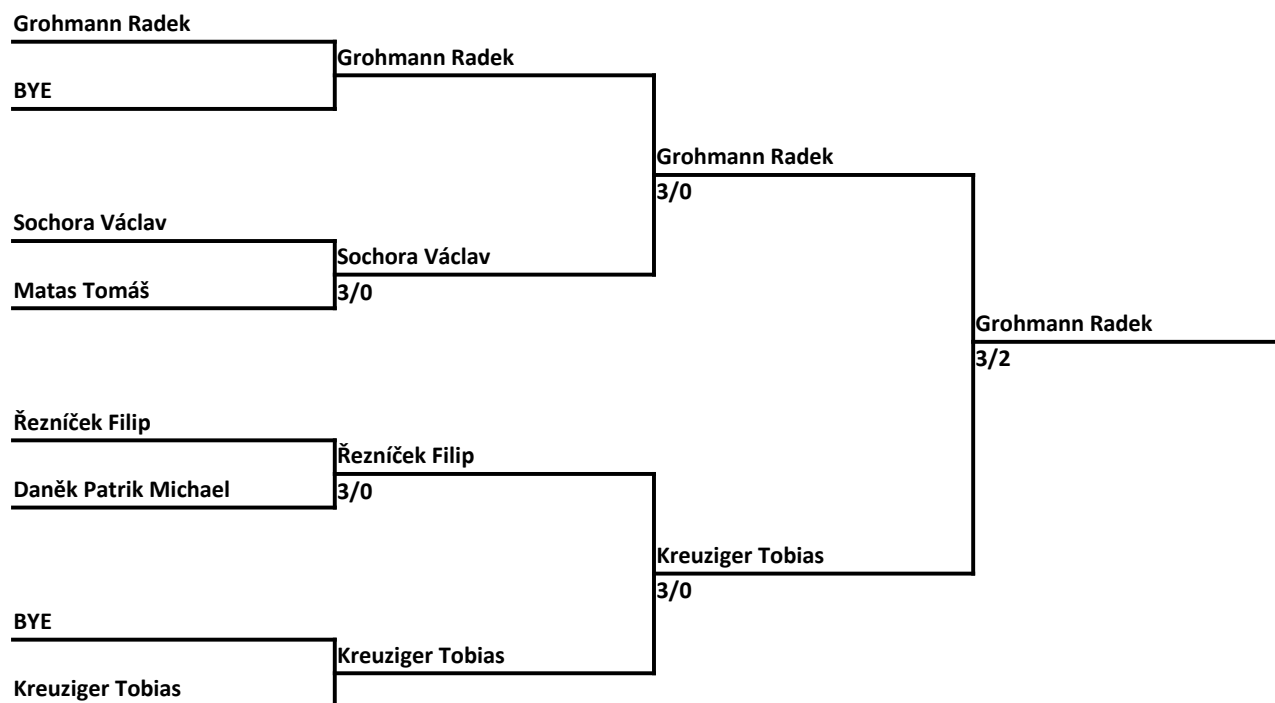 Grohmann Radek
Grohmann Radek
BYE
Grohmann Radek
3/0
Sochora Václav
Sochora Václav
Matas Tomáš
3/0
Grohmann Radek
3/2
Řezníček Filip
Řezníček Filip
Daněk Patrik Michael
3/0
Kreuziger Tobias
3/0
BYE
Kreuziger Tobias
Kreuziger Tobias